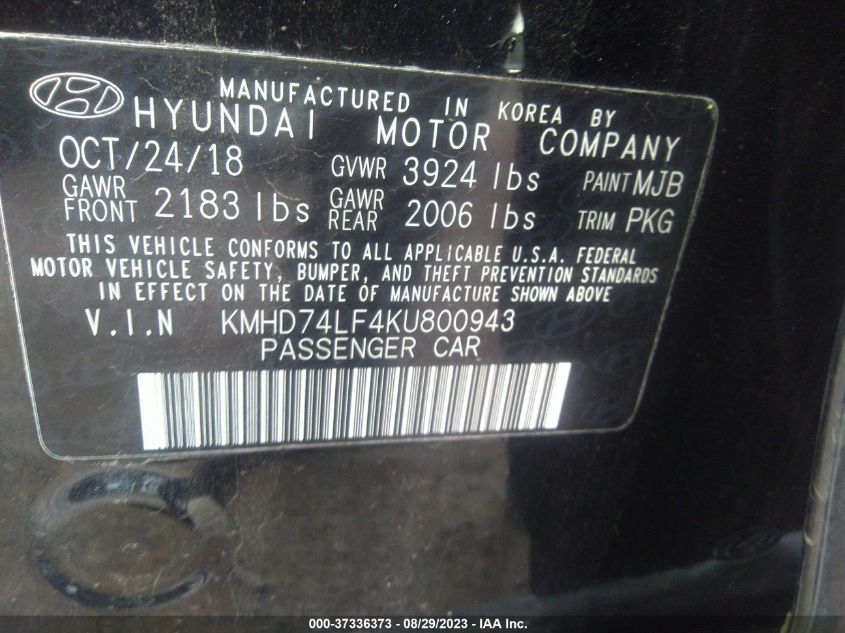 MANUFACTURED IN KOREA BY
HYUNDAI MOTOR COMPANY
OCT/24/18 GVWR 3924 lbs PAINT MJB
GAWR FRONT 2183 lbs GAWR REAR 2006 lbs TRIM PKG
THIS VEHICLE CONFORMS TO ALL APPLICABLE U.S.A. FEDERAL
MOTOR VEHICLE SAFETY, BUMPER, AND THEFT PREVENTION STANDARDS
IN EFFECT ON THE DATE OF MANUFACTURE SHOWN ABOVE
V.I.N KMHD74LF4KU800943
PASSENGER CAR
000-37336373 - 08/29/2023 - IAA Inc.